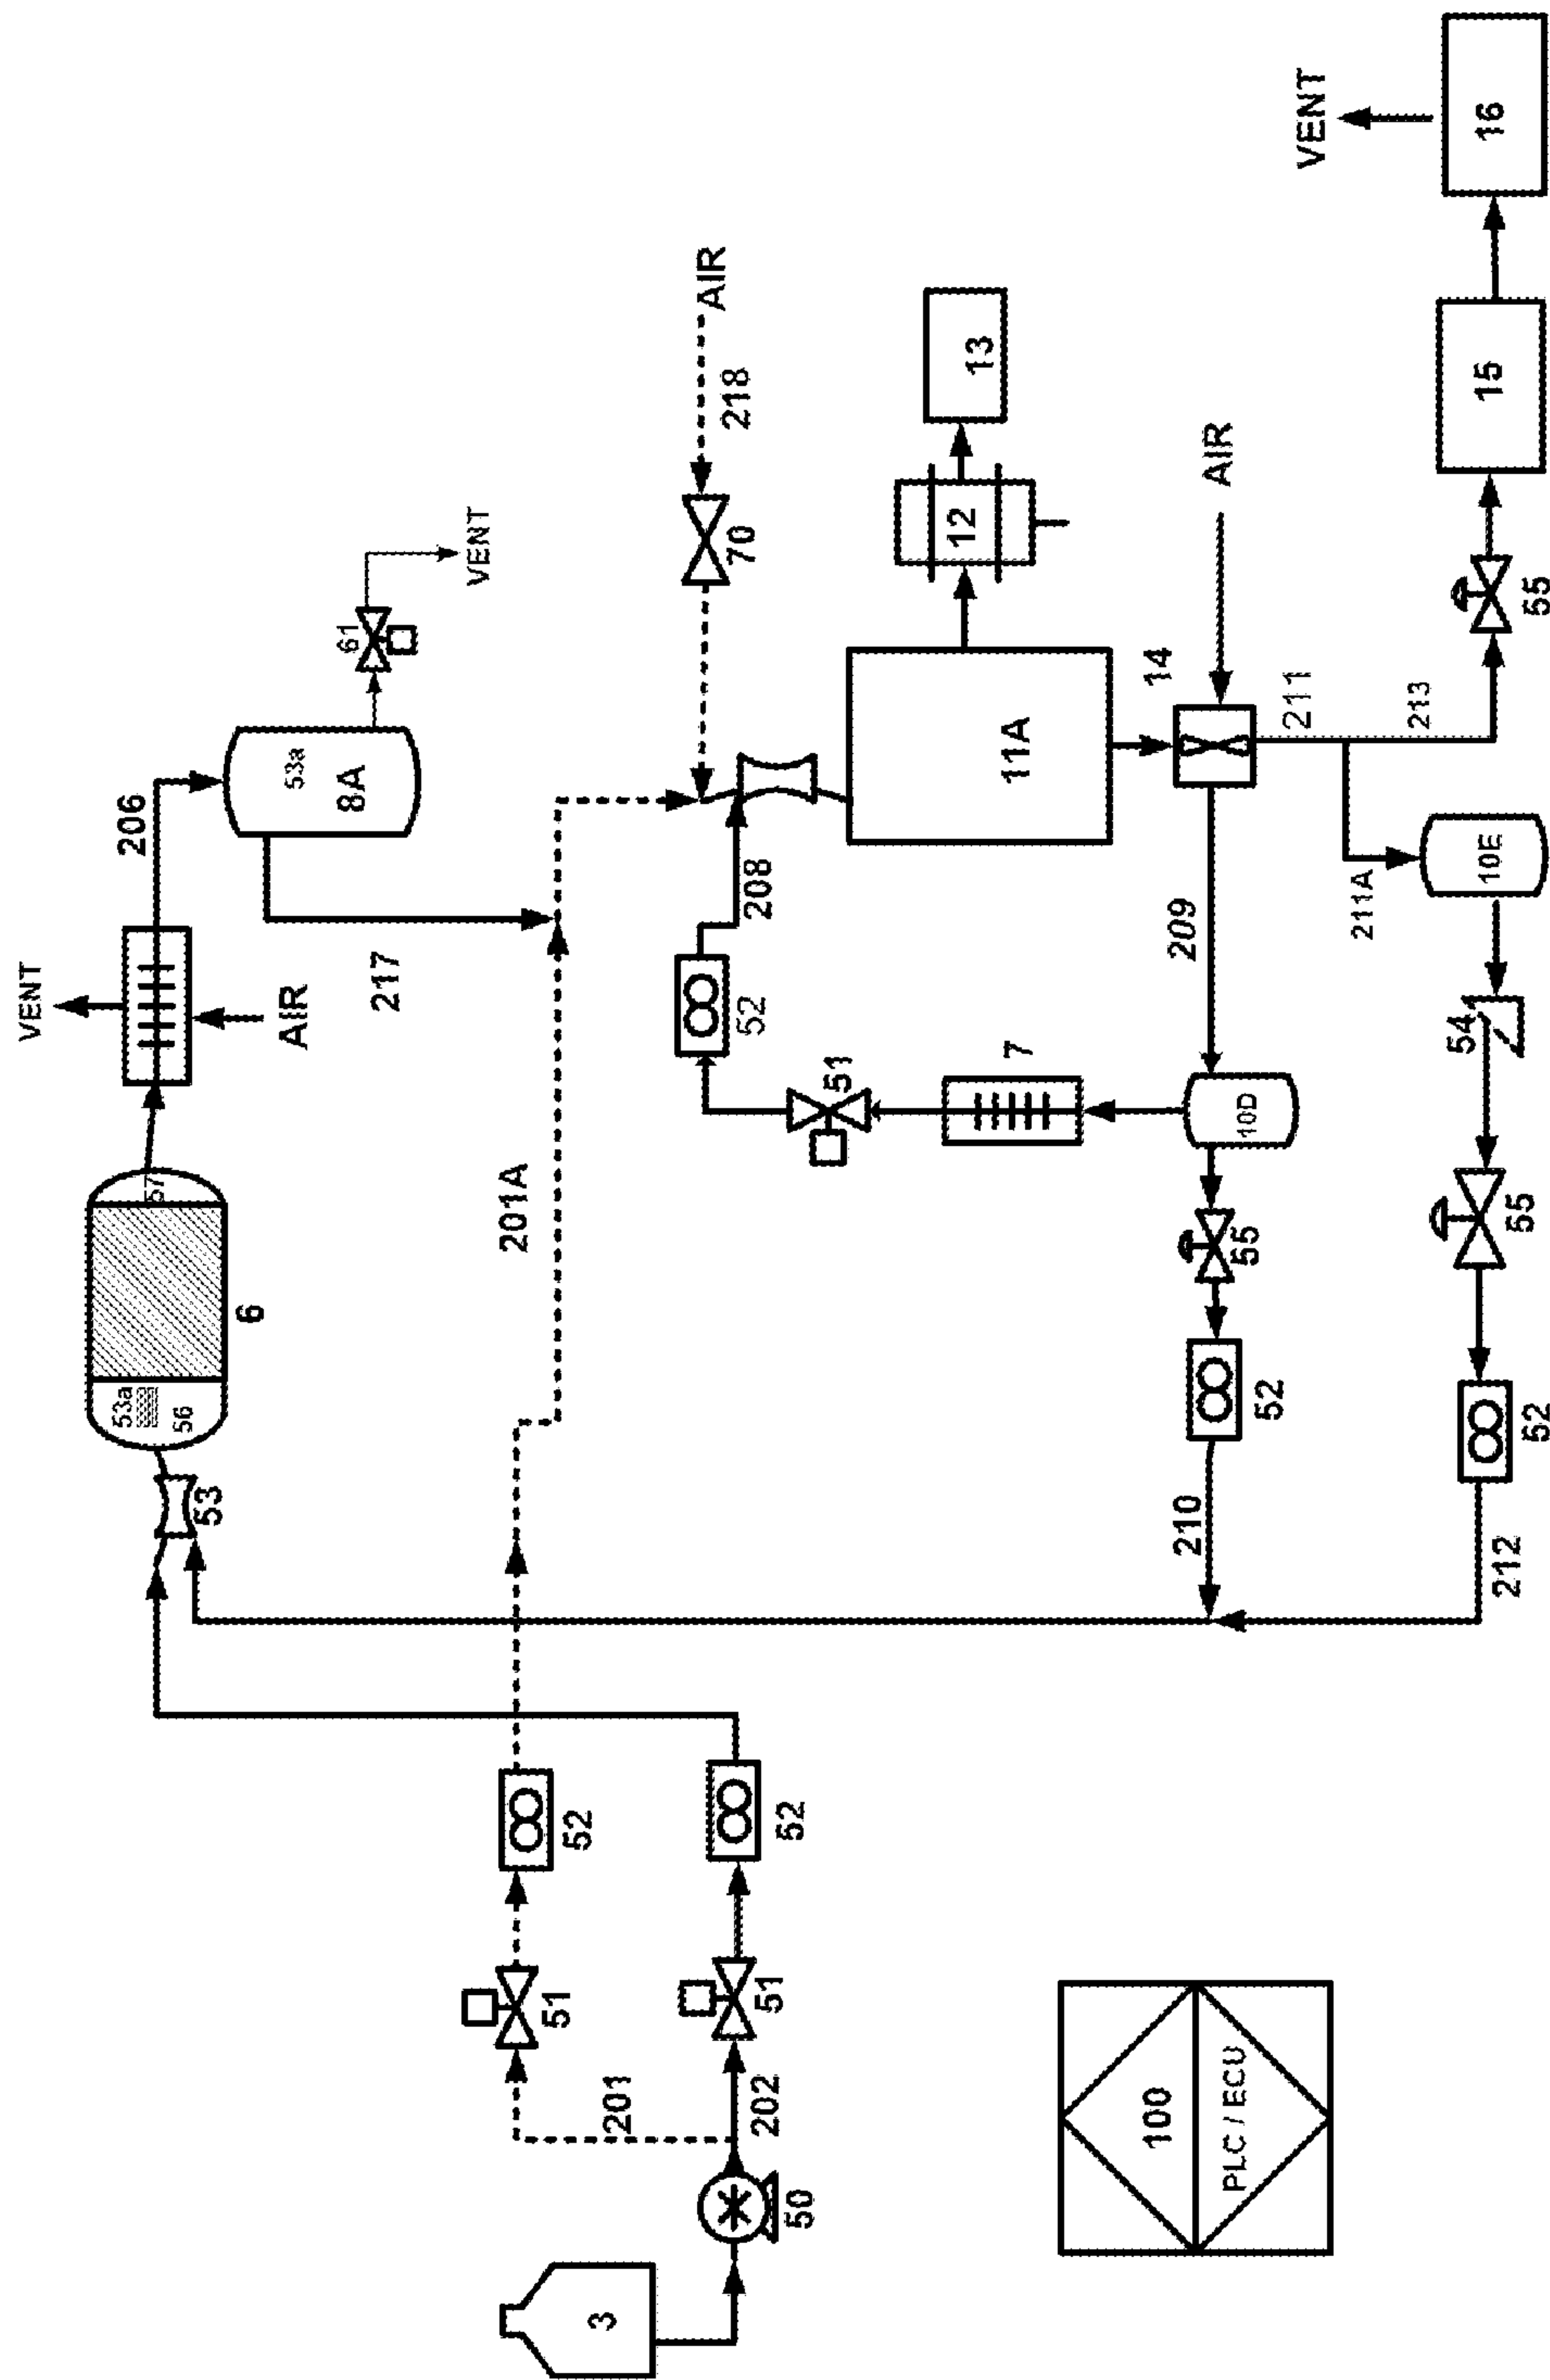 VENT
206
53a
8A
61
VENT
AIR
217
57
6
53a
56
53
201A
AIR
218
70
208
52
51
7
11A
12
13
14
AIR
VENT
16
15
55
211
213
211A
10E
54
55
52
212
209
10D
55
52
210
52
51
201
52
51
202
50
3
100
PLC / ECU